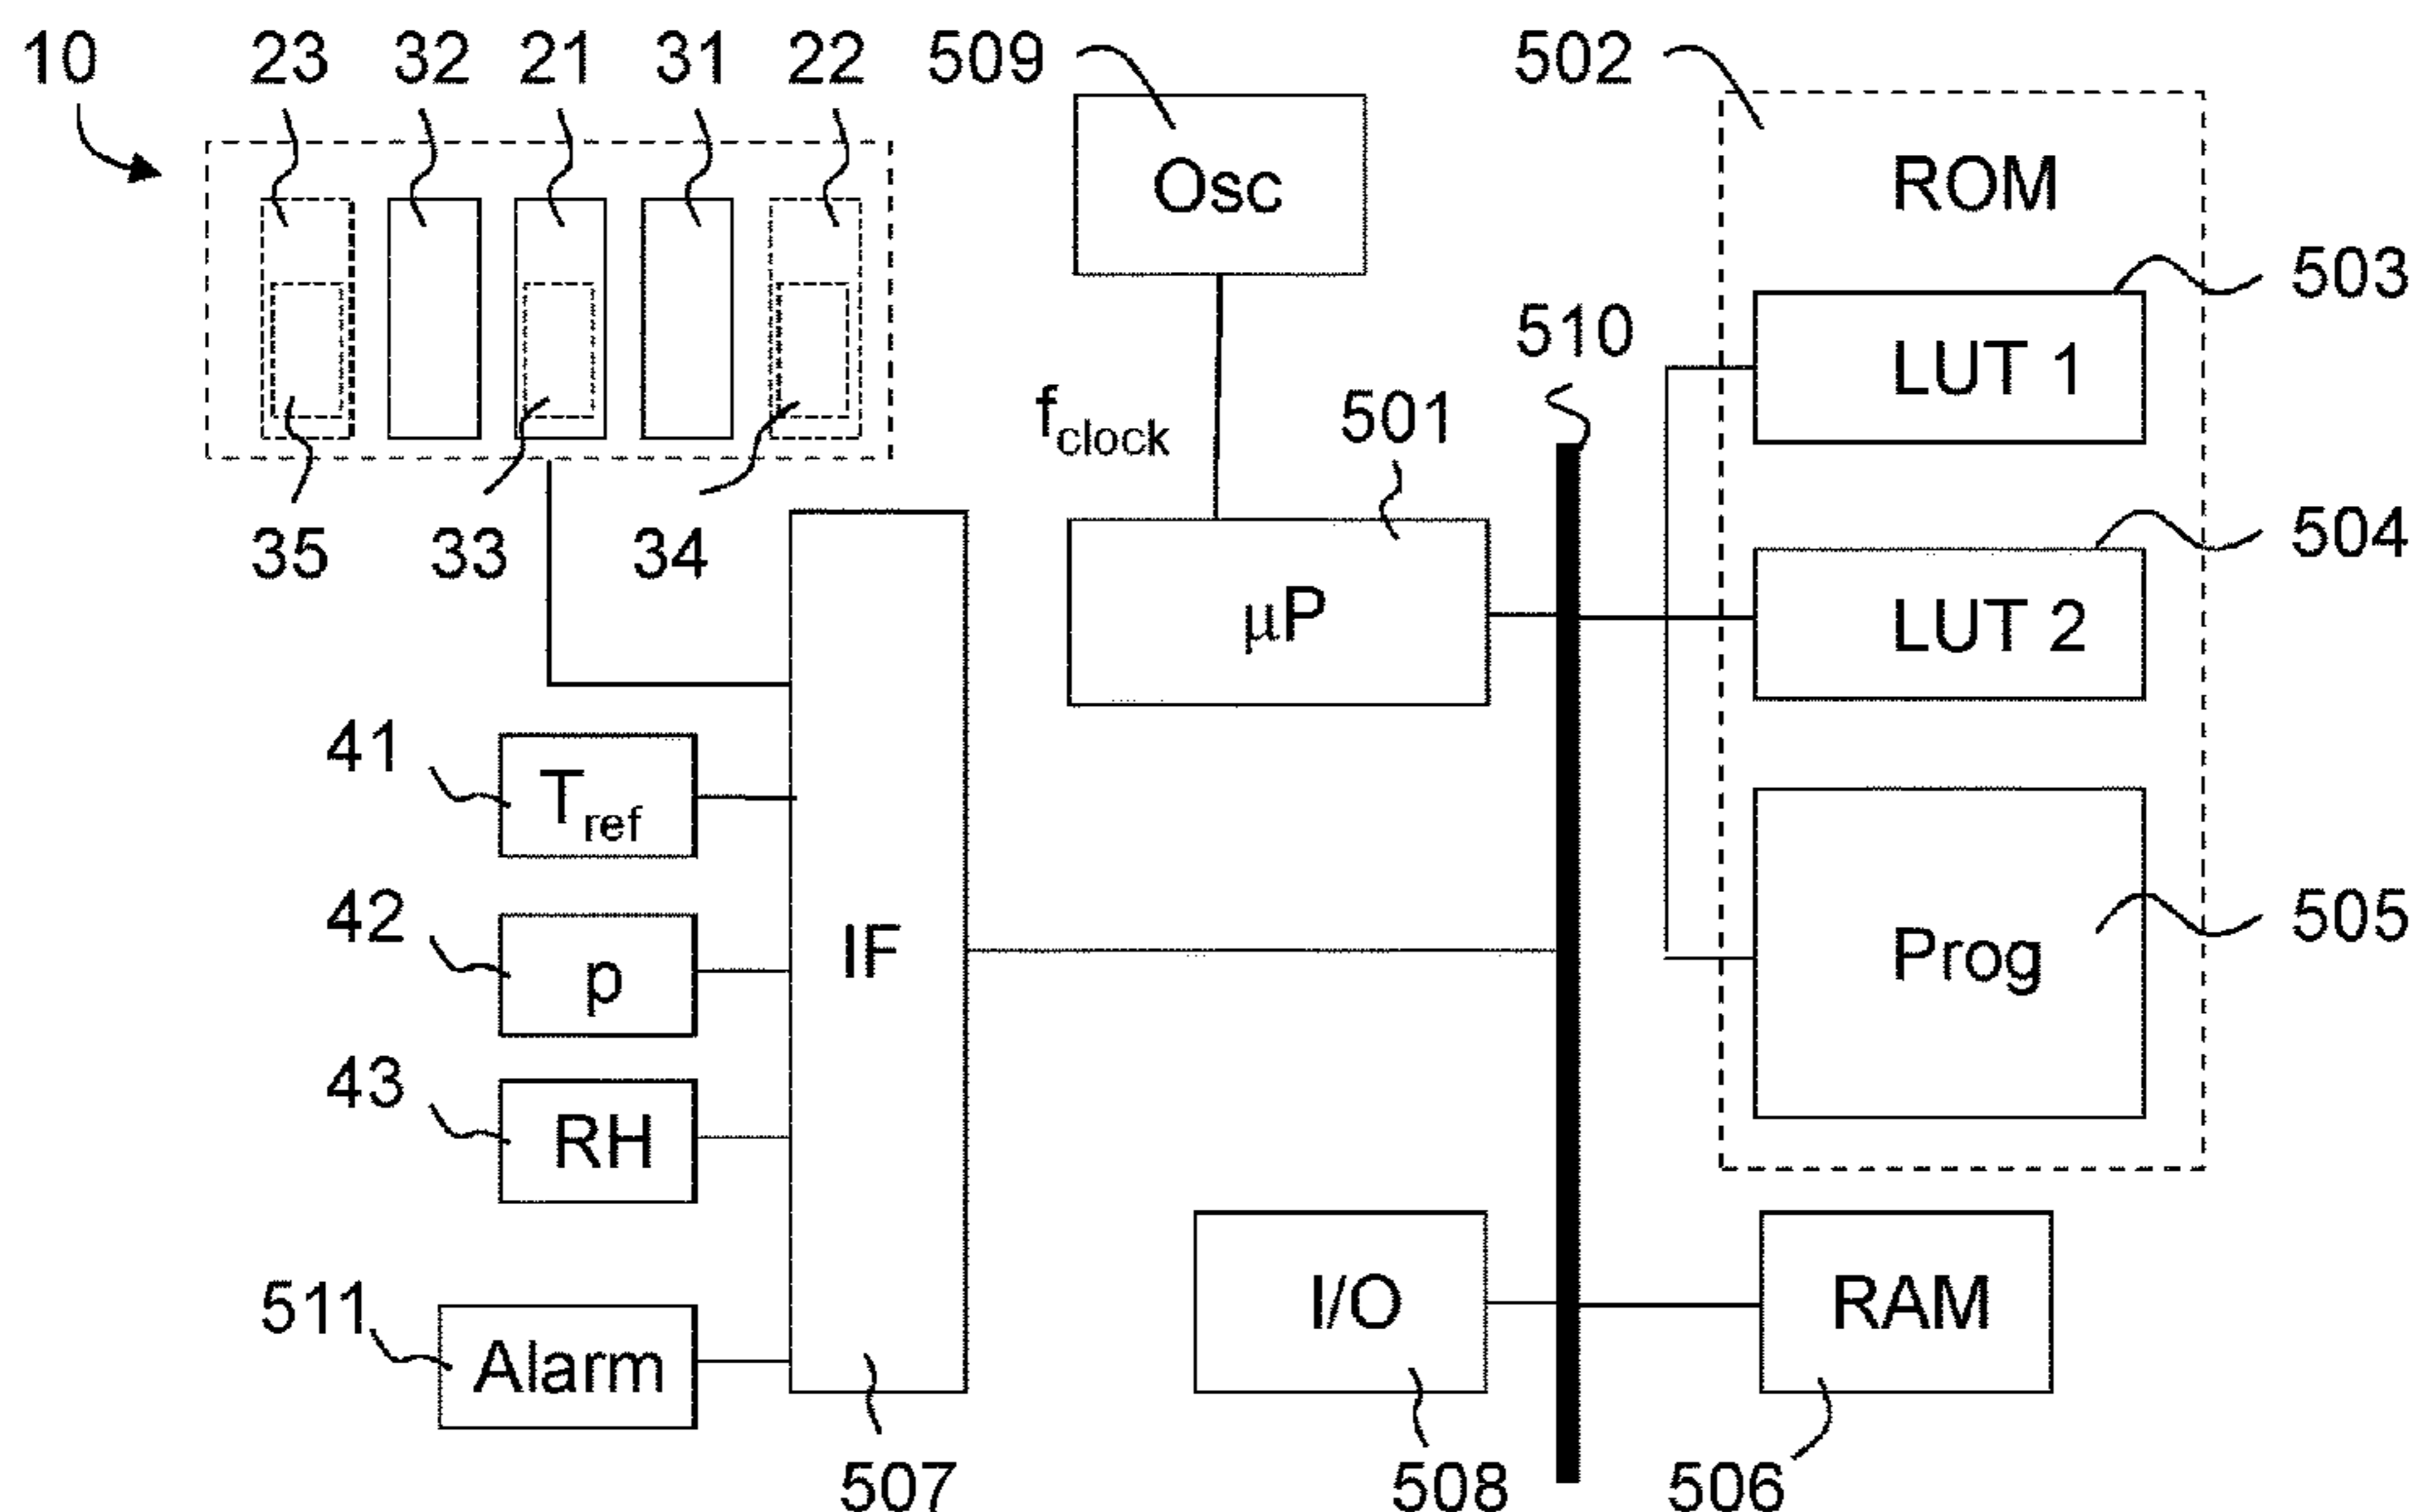 10 23 32 21 31 22 509 502
Osc
ROM
503
LUT 1
510
f_clock
501
504
35 33 34
μP
LUT 2
41
T_ref
42
p
IF
Prog
505
43
RH
511
Alarm
I/O
RAM
507
508
506